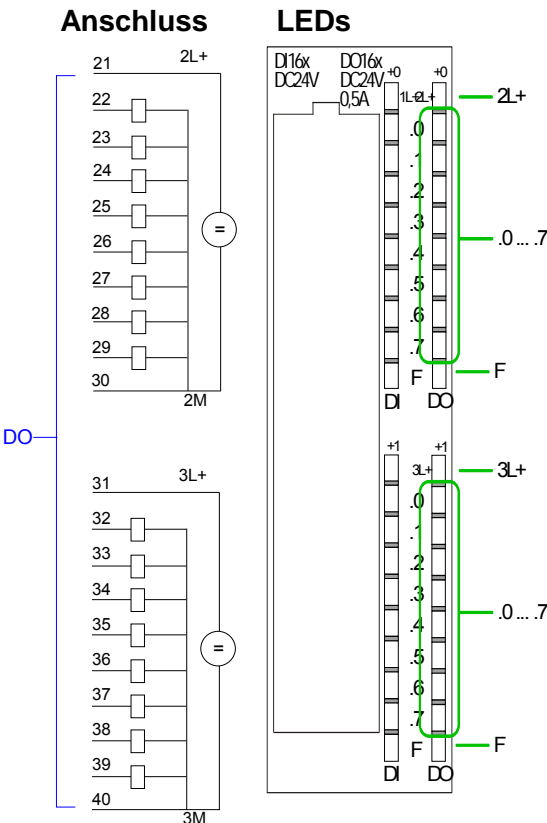 Anschluss
21 2L+
22
23
24
25
26
27
28
29
30
2M
=
DO
31 3L+
32
33
34
35
36
37
38
39
40
3M
=
LEDs
DI16x DO16x
DC24V DC24V
0,5A
+0 +0
1L+ 2L+ 2L+
.0
.1
.2
.3
.4
.5
.6
.7
F
DI DO
.0 ... .7
F
+1 +1
3L+ 3L+
.0
.1
.2
.3
.4
.5
.6
.7
F
DI DO
.0 ... .7
F